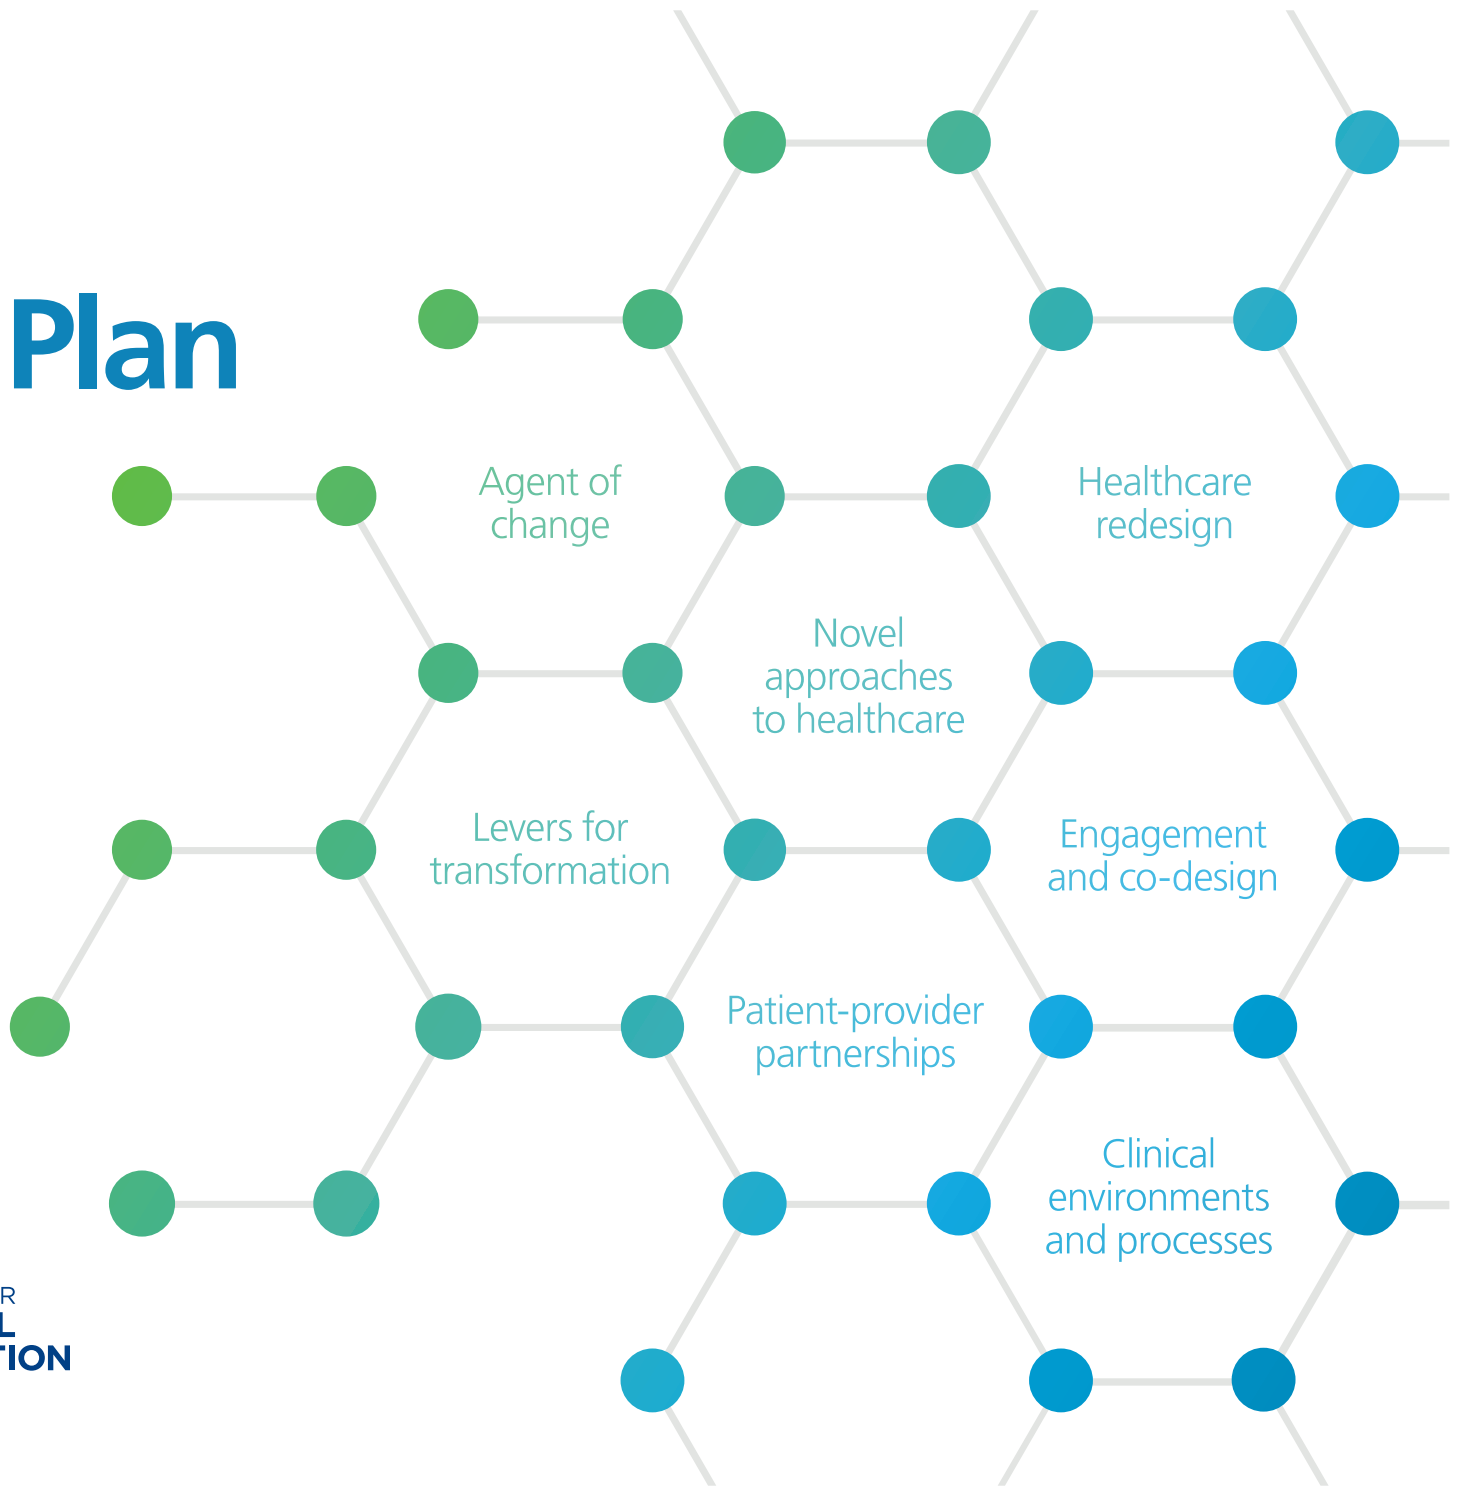 Plan
Agent of
change
Healthcare
redesign
Novel
approaches
to healthcare
Levers for
transformation
Engagement
and co-design
Patient-provider
partnerships
Clinical
environments
and processes
R
L
TION